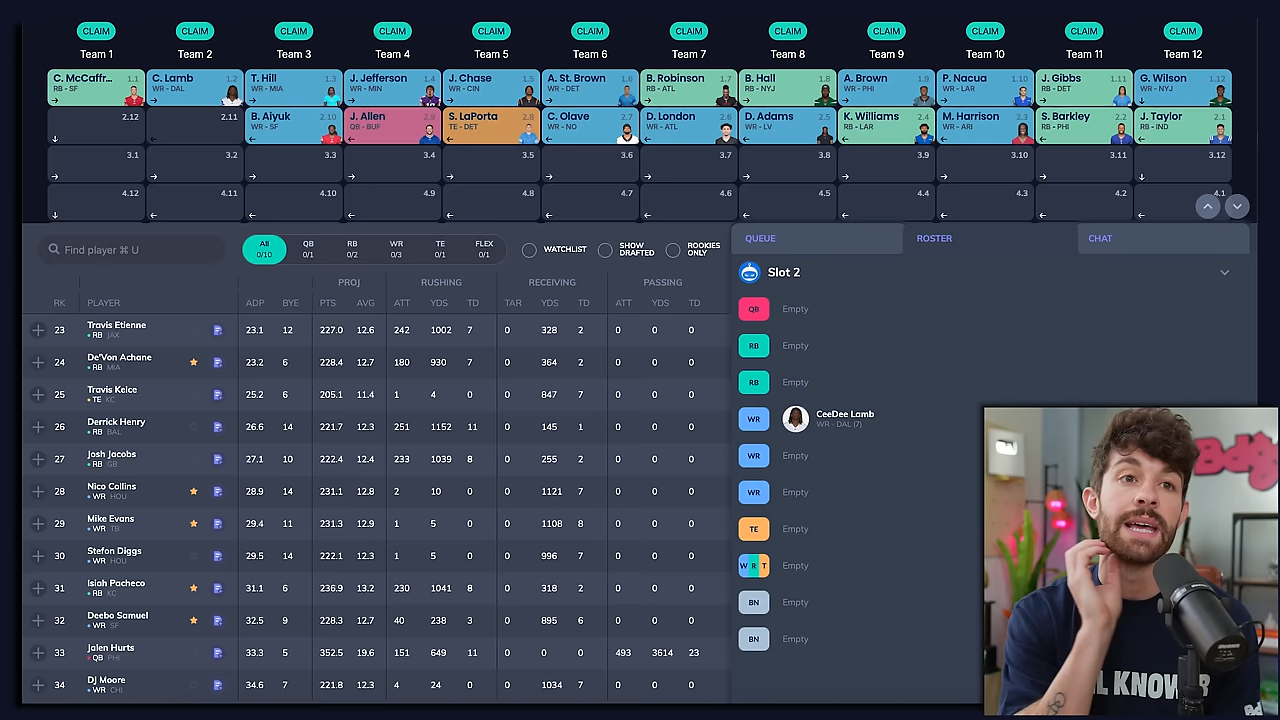 CLAIM CLAIM CLAIM CLAIM CLAIM CLAIM CLAIM CLAIM CLAIM CLAIM CLAIM CLAIM
Team 1 Team 2 Team 3 Team 4 Team 5 Team 6 Team 7 Team 8 Team 9 Team 10 Team 11 Team 12
C. McCaffr... 1.1 C. Lamb 1.2 T. Hill 1.3 J. Jefferson 1.4 J. Chase 1.5 A. St. Brown 1.6 B. Robinson 1.7 B. Hall 1.8 A. Brown 1.9 P. Nacua 1.10 J. Gibbs 1.11 G. Wilson 1.12
RB - SF WR - DAL WR - MIA WR - MIN WR - CIN WR - DET RB - ATL RB - NYJ WR - PHI WR - LAR RB - DET WR - NYJ
2.12 2.11 B. Aiyuk 2.10 J. Allen 2.9 S. LaPorta 2.8 C. Olave 2.7 D. London 2.6 D. Adams 2.5 K. Williams 2.4 M. Harrison 2.3 S. Barkley 2.2 J. Taylor 2.1
WR - SF QB - BUF TE - DET WR - NO WR - ATL WR - LV RB - LAR WR - ARI RB - PHI RB - IND
3.1 3.2 3.3 3.4 3.5 3.6 3.7 3.8 3.9 3.10 3.11 3.12
4.12 4.11 4.10 4.9 4.8 4.7 4.6 4.5 4.4 4.3 4.2 4.1
Find player ⌘ U
All 0/10 QB 0/1 RB 0/2 WR 0/3 TE 0/1 FLEX 0/1
WATCHLIST SHOW DRAFTED ROOKIES ONLY
PROJ RUSHING RECEIVING PASSING
RK PLAYER ADP BYE PTS AVG ATT YDS TD TAR YDS TD ATT YDS TD
23 Travis Etienne RB JAX 23.1 12 227.0 12.6 242 1002 7 0 328 2 0 0 0
24 De'Von Achane RB MIA 23.2 6 228.4 12.7 180 930 7 0 364 2 0 0 0
25 Travis Kelce TE KC 25.2 6 205.1 11.4 1 4 0 0 847 7 0 0 0
26 Derrick Henry RB BAL 26.6 14 221.7 12.3 251 1152 11 0 145 1 0 0 0
27 Josh Jacobs RB GB 27.1 10 222.4 12.4 233 1039 8 0 255 2 0 0 0
28 Nico Collins WR HOU 28.9 14 231.1 12.8 2 10 0 0 1121 7 0 0 0
29 Mike Evans WR TB 29.4 11 231.3 12.9 1 5 0 0 1108 8 0 0 0
30 Stefon Diggs WR HOU 29.5 14 222.1 12.3 1 5 0 0 996 7 0 0 0
31 Isiah Pacheco RB KC 31.1 6 236.9 13.2 230 1041 8 0 318 2 0 0 0
32 Deebo Samuel WR SF 32.5 9 228.3 12.7 40 238 3 0 895 6 0 0 0
33 Jalen Hurts QB PHI 33.3 5 352.5 19.6 151 649 11 0 0 0 493 3614 23
34 DJ Moore WR CHI 34.6 7 221.8 12.3 4 24 0 0 1034 7 0 0 0
QUEUE ROSTER CHAT
Slot 2
QB Empty
RB Empty
RB Empty
WR CeeDee Lamb
WR - DAL (7)
WR Empty
WR Empty
TE Empty
W R T Empty
BN Empty
BN Empty